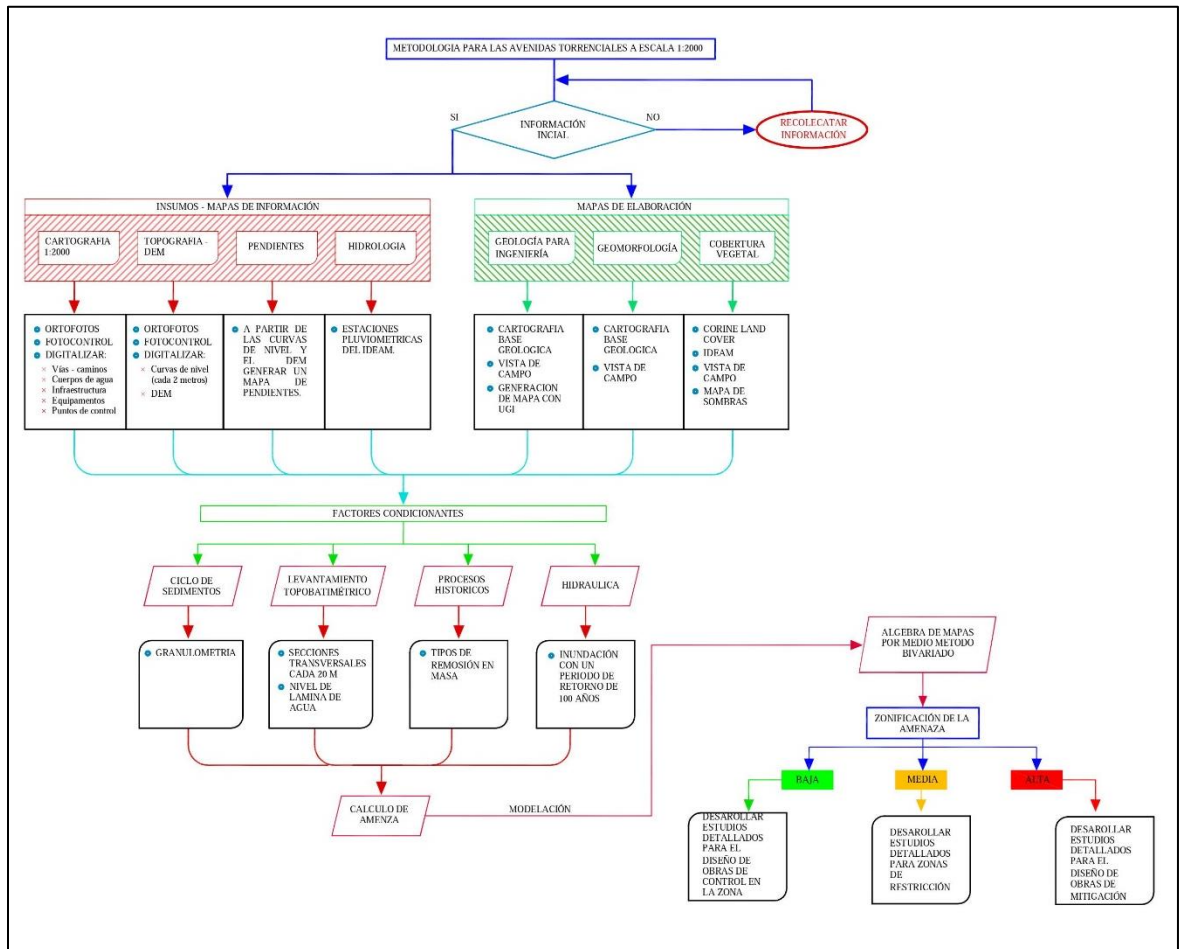 METODOLOGIA PARA LAS AVENIDAS TORRENCIALES A ESCALA 1:2000
SI
INFORMACIÓN
INCIAL
NO
RECOLECATAR
INFORMACIÓN
INSUMOS - MAPAS DE INFORMACIÓN
CARTOGRAFIA
1:2000
TOPOGRAFIA -
DEM
PENDIENTES
HIDROLOGIA
MAPAS DE ELABORACIÓN
GEOLOGÍA PARA
INGENIERÍA
GEOMORFOLOGÍA
COBERTURA
VEGETAL
ORTOFOTOS
FOTOCONTROL
DIGITALIZAR:
Vías - caminos
Cuerpos de agua
Infraestructura
Equipamentos
Puntos de control
ORTOFOTOS
FOTOCONTROL
DIGITALIZAR:
Curvas de nivel
(cada 2 metros)
DEM
A PARTIR DE
LAS CURVAS
DE NIVEL Y
EL DEM
GENERAR UN
MAPA DE
PENDIENTES.
ESTACIONES
PLUVIOMETRICAS
DEL IDEAM.
CARTOGRAFIA
BASE
GEOLOGICA
VISTA DE
CAMPO
GENERACION
DE MAPA CON
UGI
CARTOGRAFIA
BASE
GEOLOGICA
VISTA DE
CAMPO
CORINE LAND
COVER
IDEAM
VISTA DE
CAMPO
MAPA DE
SOMBRAS
FACTORES CONDICIONANTES
CICLO DE
SEDIMENTOS
LEVANTAMIENTO
TOPOBATIMÉTRICO
PROCESOS
HISTORICOS
HIDRAULICA
GRANULOMETRIA
SECCIONES
TRANSVERSALES
CADA 20 M
NIVEL DE
LAMINA DE
AGUA
TIPOS DE
REMOSIÓN EN
MASA
INUNDACIÓN
CON UN
PERIODO DE
RETORNO DE
100 AÑOS
CALCULO DE
AMENZA
MODELACIÓN
ALGEBRA DE MAPAS
POR MEDIO METODO
BIVARIADO
ZONIFICACIÓN DE LA
AMENAZA
BAJA
MEDIA
ALTA
DESAROLLAR
ESTUDIOS
DETALLADOS
PARA EL
DISEÑO DE
OBRAS DE
CONTROL EN
LA ZONA
DESAROLLAR
ESTUDIOS
DETALLADOS
PARA ZONAS
DE
RESTRICCIÓN
DESAROLLAR
ESTUDIOS
DETALLADOS
PARA EL
DISEÑO DE
OBRAS DE
MITIGACIÓN